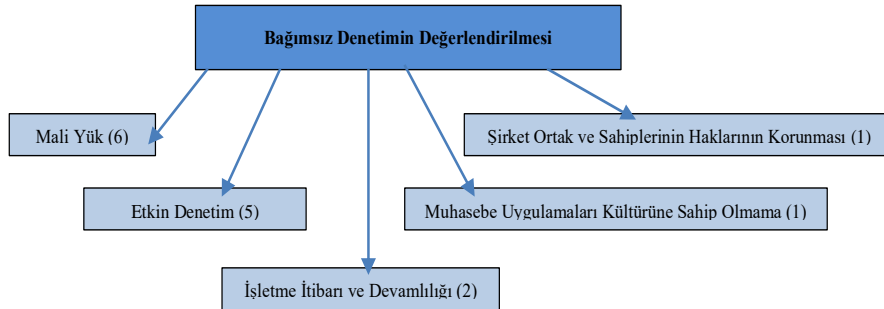 Bağımsız Denetimin Değerlendirilmesi
Mali Yük (6)
Şirket Ortak ve Sahiplerinin Haklarının Korunması (1)
Etkin Denetim (5)
Muhasebe Uygulamaları Kültürüne Sahip Olmama (1)
İşletme İtibarı ve Devamlılığı (2)